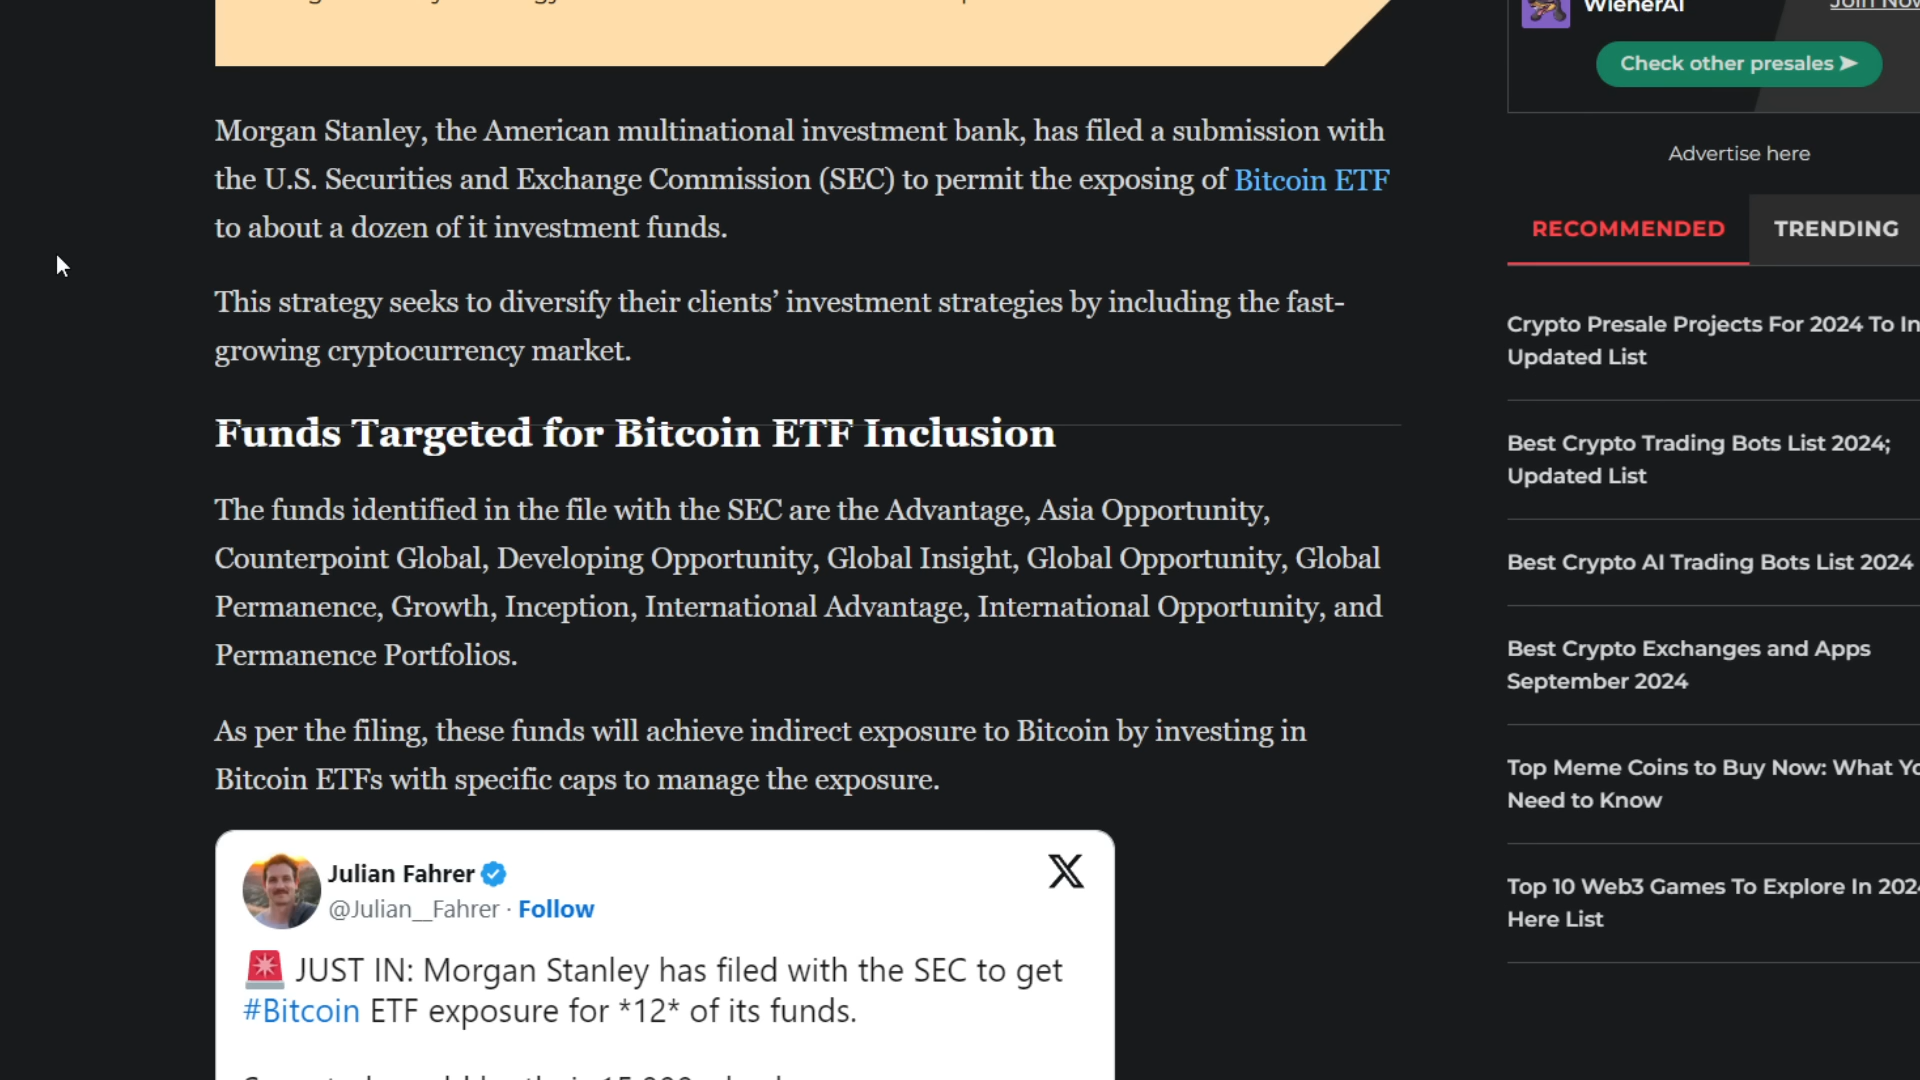 WienerAI
Join Now
Check other presales ➤
Morgan Stanley, the American multinational investment bank, has filed a submission with
the U.S. Securities and Exchange Commission (SEC) to permit the exposing of Bitcoin ETF
to about a dozen of it investment funds.
This strategy seeks to diversify their clients’ investment strategies by including the fast-
growing cryptocurrency market.
Funds Targeted for Bitcoin ETF Inclusion
The funds identified in the file with the SEC are the Advantage, Asia Opportunity,
Counterpoint Global, Developing Opportunity, Global Insight, Global Opportunity, Global
Permanence, Growth, Inception, International Advantage, International Opportunity, and
Permanence Portfolios.
As per the filing, these funds will achieve indirect exposure to Bitcoin by investing in
Bitcoin ETFs with specific caps to manage the exposure.
Julian Fahrer
@Julian__Fahrer · Follow
🚨 JUST IN: Morgan Stanley has filed with the SEC to get
#Bitcoin ETF exposure for *12* of its funds.
Advertise here
RECOMMENDED
TRENDING
Crypto Presale Projects For 2024 To In
Updated List
Best Crypto Trading Bots List 2024;
Updated List
Best Crypto AI Trading Bots List 2024
Best Crypto Exchanges and Apps
September 2024
Top Meme Coins to Buy Now: What Yo
Need to Know
Top 10 Web3 Games To Explore In 2024
Here List